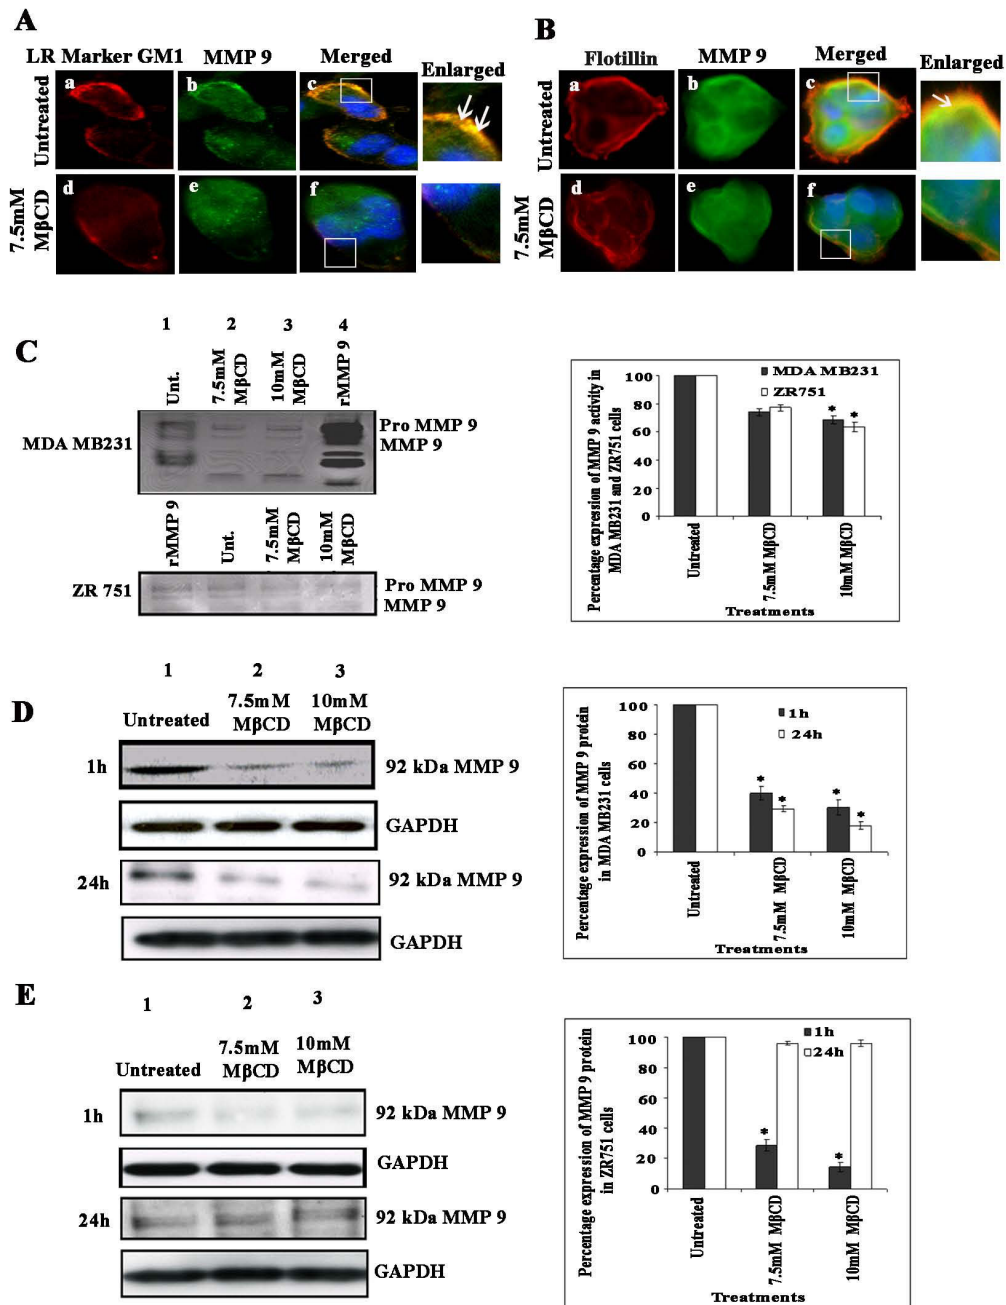 A
LR Marker GM1 MMP 9 Merged
Enlarged
Untreated
a b c
7.5mM
MβCD
d e f
B
Flotillin MMP 9 Merged
Enlarged
Untreated
a b c
7.5mM
MβCD
d e f
C
1 2 3 4
Unt.
7.5mM
MβCD
10mM
MβCD
rMMP 9
MDA MB231
Pro MMP 9
MMP 9
rMMP 9
Unt.
7.5mM
MβCD
10mM
MβCD
ZR 751
Pro MMP 9
MMP 9
Percentage expression of MMP 9 activity in
MDA MB231 and ZR751 cells
100
80
60
40
20
0
MDA MB231
ZR751
* *
Untreated
7.5mM MβCD
10mM MβCD
Treatments
D
1 2 3
Untreated
7.5mM
MβCD
10mM
MβCD
1h
92 kDa MMP 9
GAPDH
24h
92 kDa MMP 9
GAPDH
Percentage expression of MMP 9 protein
in MDA MB231 cells
100
80
60
40
20
0
1h
24h
* * * *
Untreated
7.5mM MβCD
10mM MβCD
Treatments
E
1 2 3
Untreated
7.5mM
MβCD
10mM
MβCD
1h
92 kDa MMP 9
GAPDH
24h
92 kDa MMP 9
GAPDH
Percentage expression of MMP 9 protein
in ZR751 cells
100
80
60
40
20
0
1h
24h
* *
Untreated
7.5mM MβCD
10mM MβCD
Treatments